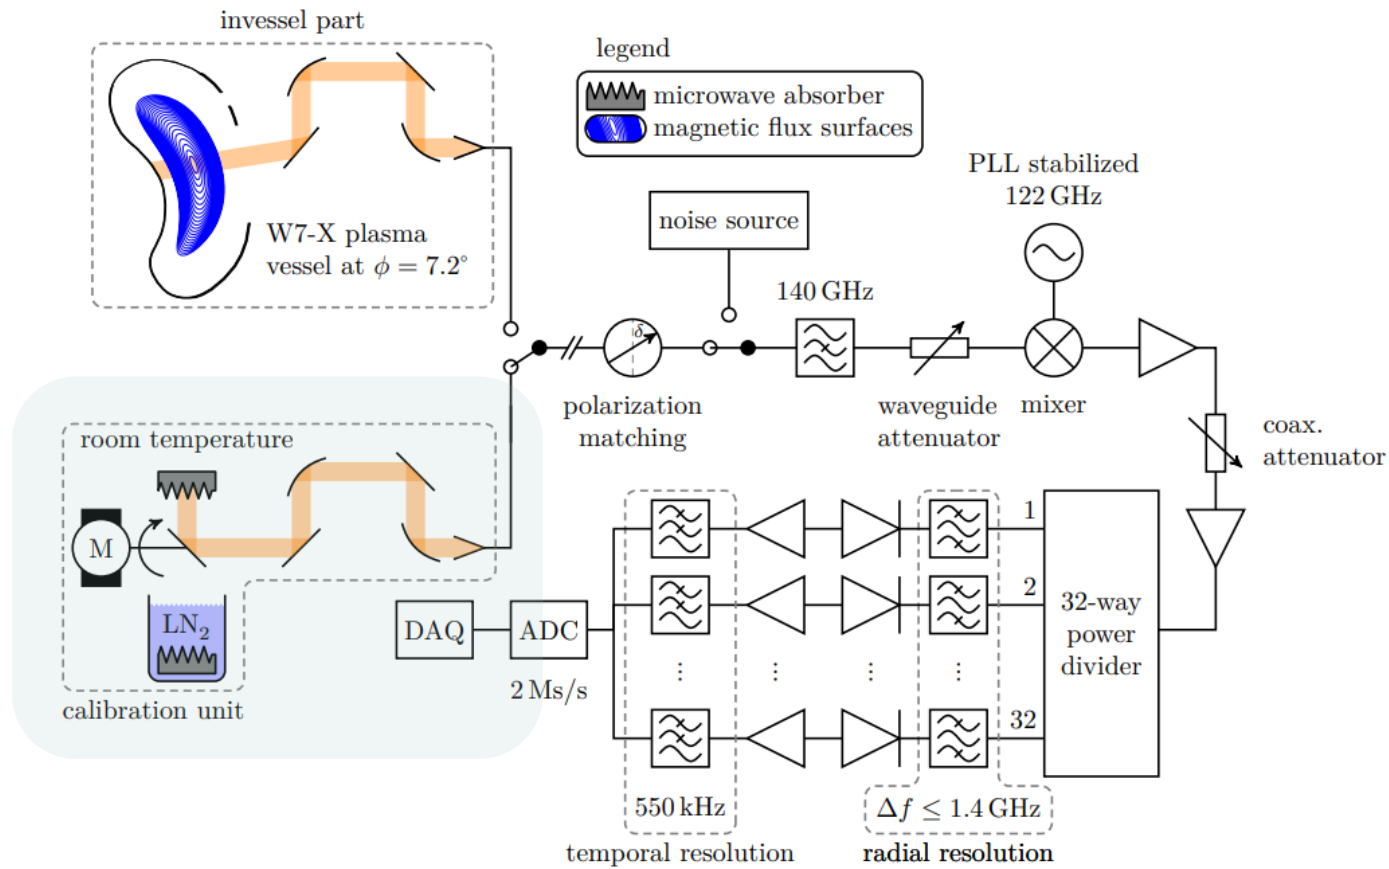 invessel part
legend
microwave absorber
magnetic flux surfaces
W7-X plasma
vessel at ϕ = 7.2°
noise source
PLL stabilized
122 GHz
140 GHz
δ
polarization
matching
waveguide
attenuator
mixer
coax.
attenuator
room temperature
M
LN₂
calibration unit
DAQ
ADC
2 Ms/s
1
2
32
32-way
power
divider
⋮
⋮
⋮
⋮
550 kHz
Δf ≤ 1.4 GHz
temporal resolution
radial resolution